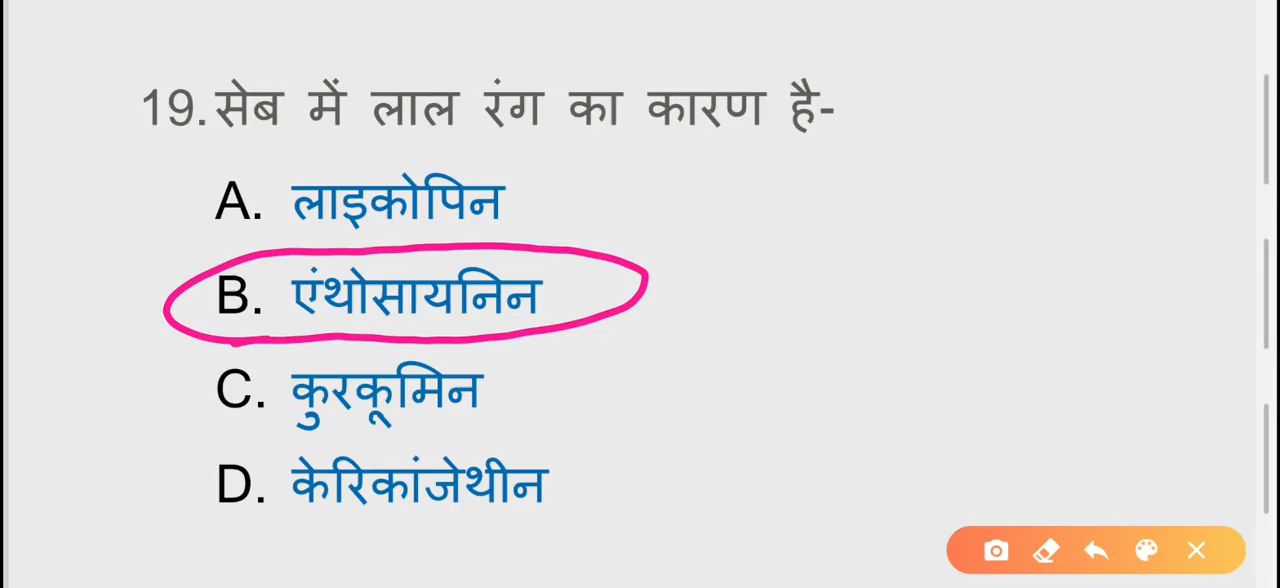 19. सेब में लाल रंग का कारण है-
A. लाइकोपिन
B. एंथोसायनिन
C. कुरकूमिन
D. केरिकांजेथीन